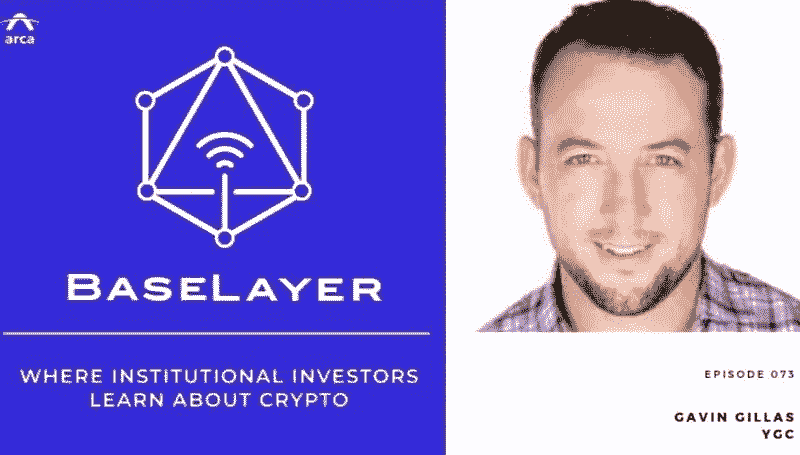 arca
BASELAYER
WHERE INSTITUTIONAL INVESTORS
LEARN ABOUT CRYPTO
EPISODE 073
GAVIN GILLAS
YGC